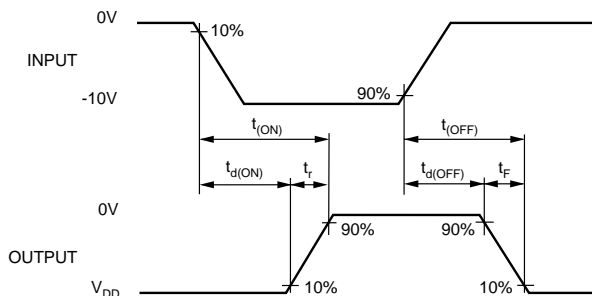 0V
10%
INPUT
-10V
90%
t(ON)
t(OFF)
td(ON)
tr
td(OFF)
tF
0V
90%
90%
OUTPUT
VDD
10%
10%